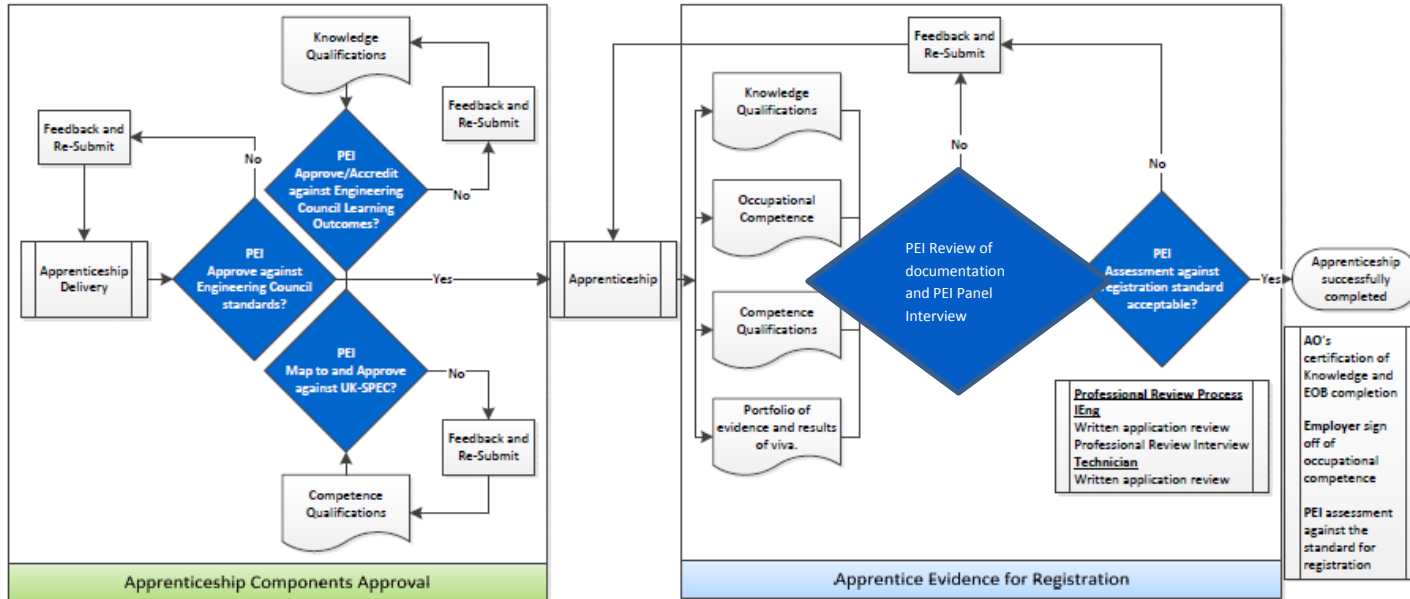 Knowledge
Qualifications
Feedback and
Re-Submit
Feedback and
Re-Submit
No
PEI
Approve/Accredit
against Engineering
Council Learning
Outcomes?
No
Apprenticeship
Delivery
PEI
Approve against
Engineering Council
standards?
Yes
PEI
Map to and Approve
against UK-SPEC?
No
Feedback and
Re-Submit
Competence
Qualifications
Apprenticeship Components Approval
Feedback and
Re-Submit
Knowledge
Qualifications
No
No
Occupational
Competence
Apprenticeship
PEI Review of
documentation
and PEI Panel
Interview
PEI
Assessment against
registration standard
acceptable?
Yes
Apprenticeship
successfully
completed
Competence
Qualifications
Portfolio of
evidence and results
of viva.
Professional Review Process
IEng
Written application review
Professional Review Interview
Technician
Written application review
AO's
certification of
Knowledge and
EOB completion
Employer sign
off of
occupational
competence
PEI assessment
against the
standard for
registration
Apprentice Evidence for Registration